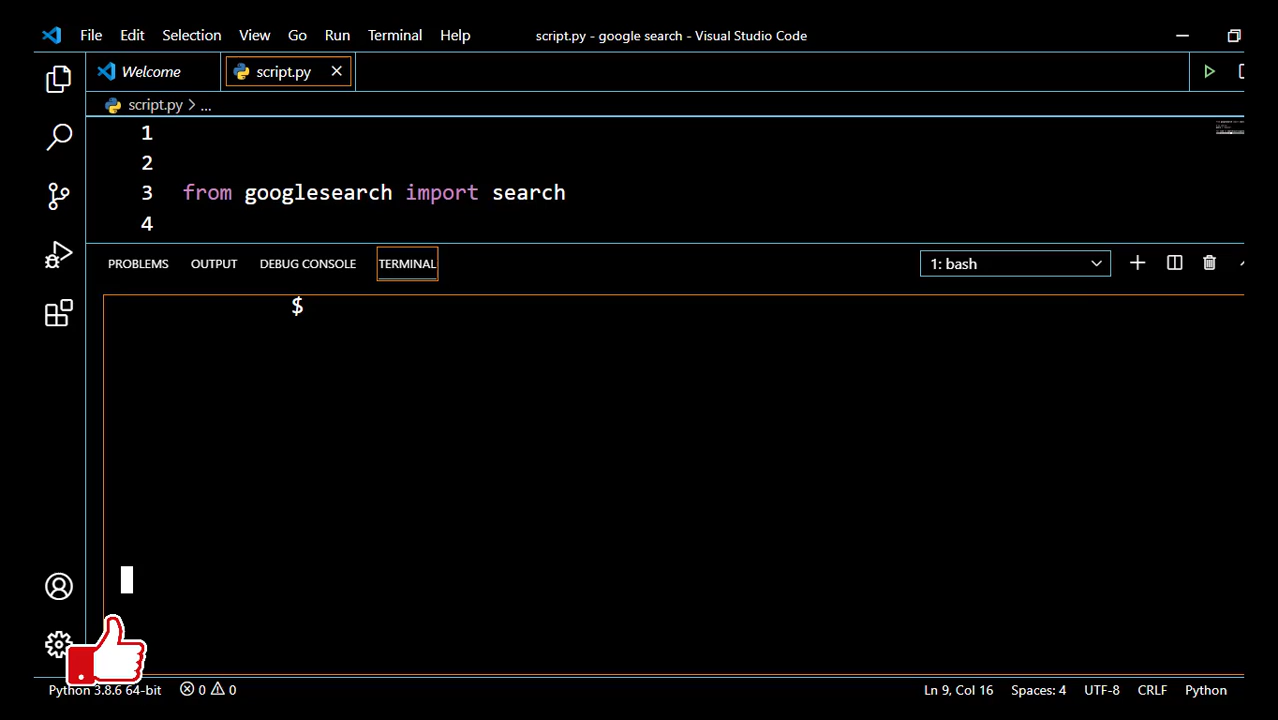 File Edit Selection View Go Run Terminal Help script.py - google search - Visual Studio Code
Welcome script.py
script.py > ...
1
2
3 from googlesearch import search
4
PROBLEMS OUTPUT DEBUG CONSOLE TERMINAL 1: bash
$
Python 3.8.6 64-bit 0 0 Ln 9, Col 16 Spaces: 4 UTF-8 CRLF Python